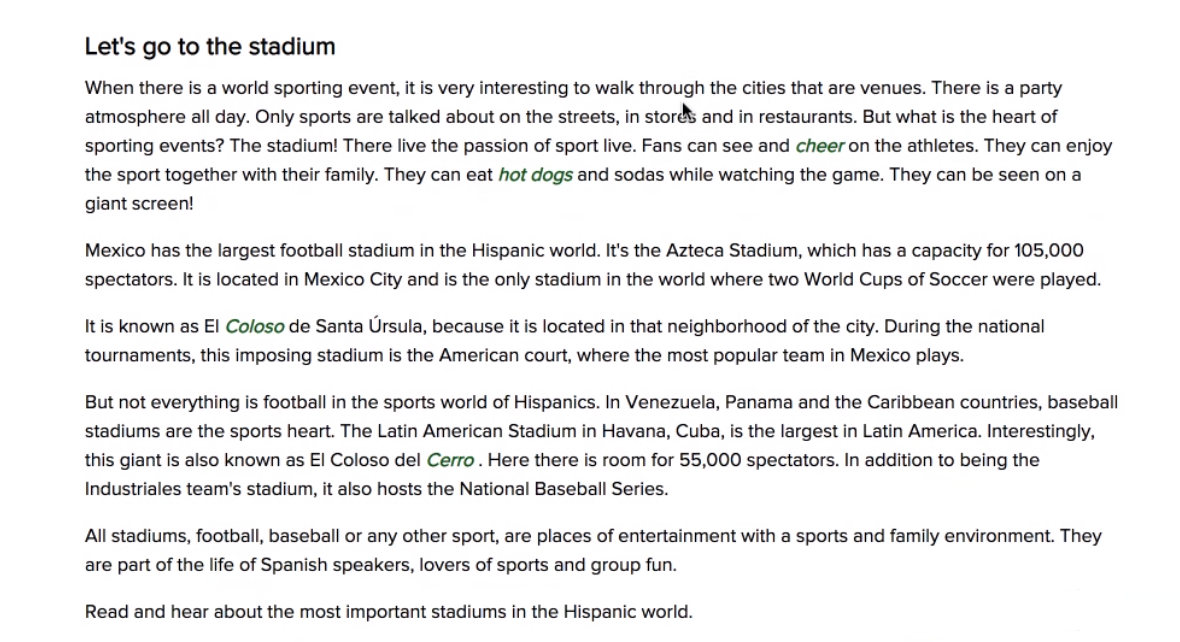 Let's go to the stadium
When there is a world sporting event, it is very interesting to walk through the cities that are venues. There is a party
atmosphere all day. Only sports are talked about on the streets, in stores and in restaurants. But what is the heart of
sporting events? The stadium! There live the passion of sport live. Fans can see and cheer on the athletes. They can enjoy
the sport together with their family. They can eat hot dogs and sodas while watching the game. They can be seen on a
giant screen!
Mexico has the largest football stadium in the Hispanic world. It's the Azteca Stadium, which has a capacity for 105,000
spectators. It is located in Mexico City and is the only stadium in the world where two World Cups of Soccer were played.
It is known as El Coloso de Santa Úrsula, because it is located in that neighborhood of the city. During the national
tournaments, this imposing stadium is the American court, where the most popular team in Mexico plays.
But not everything is football in the sports world of Hispanics. In Venezuela, Panama and the Caribbean countries, baseball
stadiums are the sports heart. The Latin American Stadium in Havana, Cuba, is the largest in Latin America. Interestingly,
this giant is also known as El Coloso del Cerro . Here there is room for 55,000 spectators. In addition to being the
Industriales team's stadium, it also hosts the National Baseball Series.
All stadiums, football, baseball or any other sport, are places of entertainment with a sports and family environment. They
are part of the life of Spanish speakers, lovers of sports and group fun.
Read and hear about the most important stadiums in the Hispanic world.